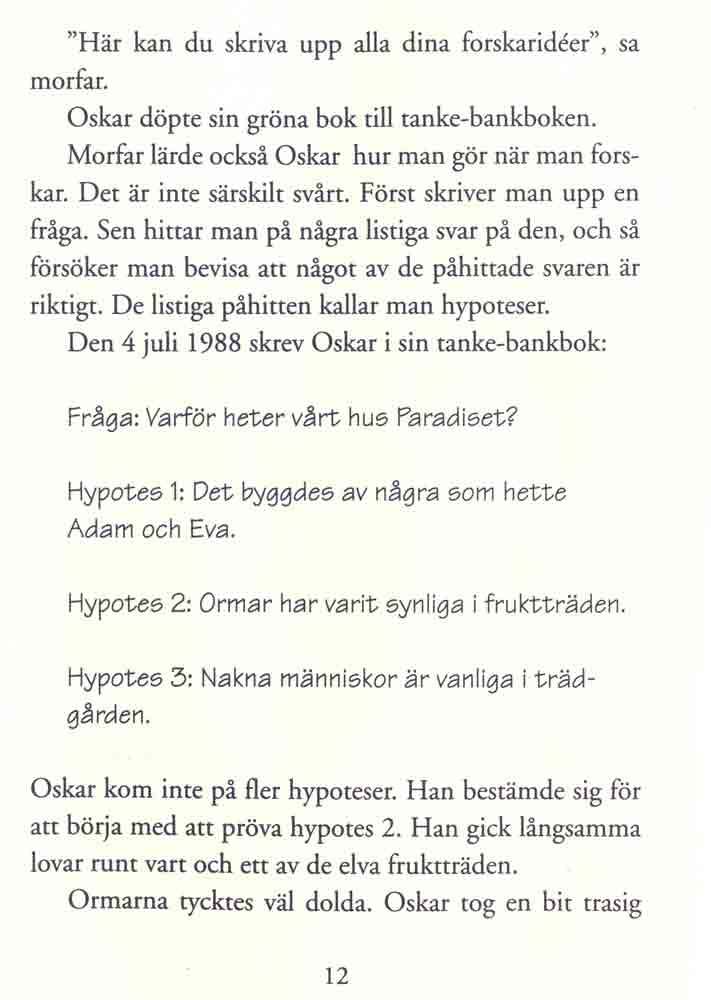 ”Här kan du skriva upp alla dina forskaridéer”, sa
morfar.
Oskar döpte sin gröna bok till tanke-bankboken.
Morfar lärde också Oskar hur man gör när man fors-
kar. Det är inte särskilt svårt. Först skriver man upp en
fråga. Sen hittar man på några listiga svar på den, och så
försöker man bevisa att något av de påhittade svaren är
riktigt. De listiga påhitten kallar man hypoteser.
Den 4 juli 1988 skrev Oskar i sin tanke-bankbok:
Fråga: Varför heter vårt hus Paradiset?
Hypotes 1: Det byggdes av några som hette
Adam och Eva.
Hypotes 2: Ormar har varit synliga i fruktträden.
Hypotes 3: Nakna människor är vanliga i träd-
gården.
Oskar kom inte på fler hypoteser. Han bestämde sig för
att börja med att pröva hypotes 2. Han gick långsamma
lovar runt vart och ett av de elva fruktträden.
Ormarna tycktes väl dolda. Oskar tog en bit trasig
12